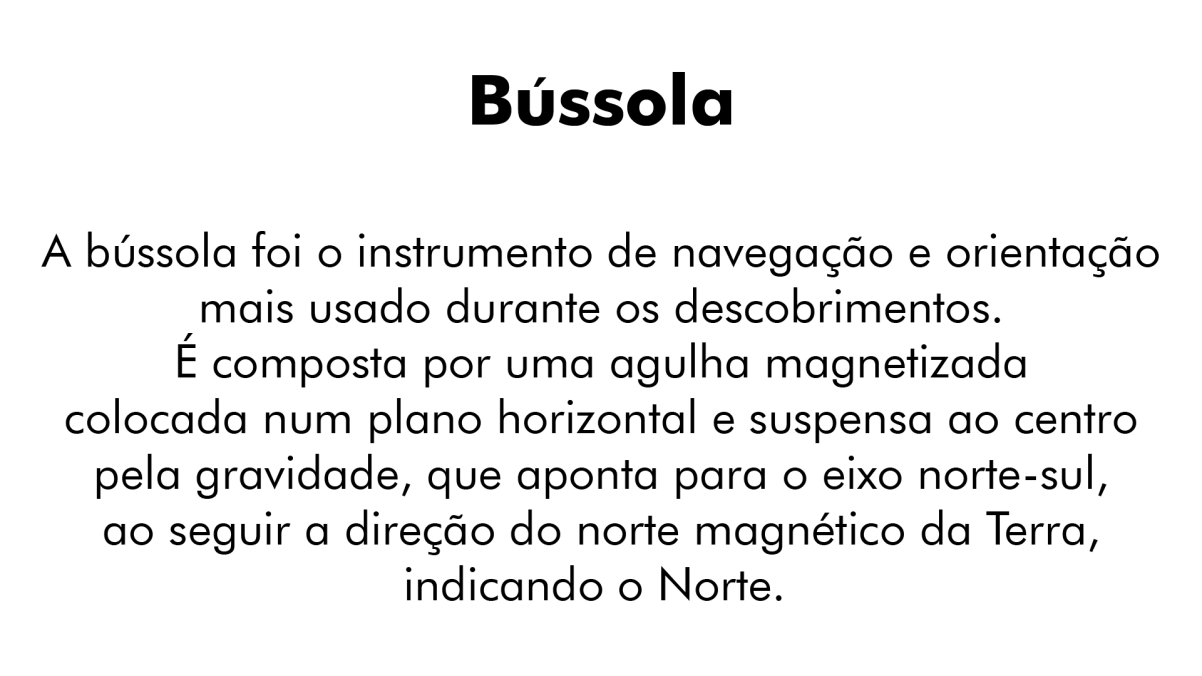 Bússola
A bússola foi o instrumento de navegação e orientação
mais usado durante os descobrimentos.
É composta por uma agulha magnetizada
colocada num plano horizontal e suspensa ao centro
pela gravidade, que aponta para o eixo norte-sul,
ao seguir a direção do norte magnético da Terra,
indicando o Norte.